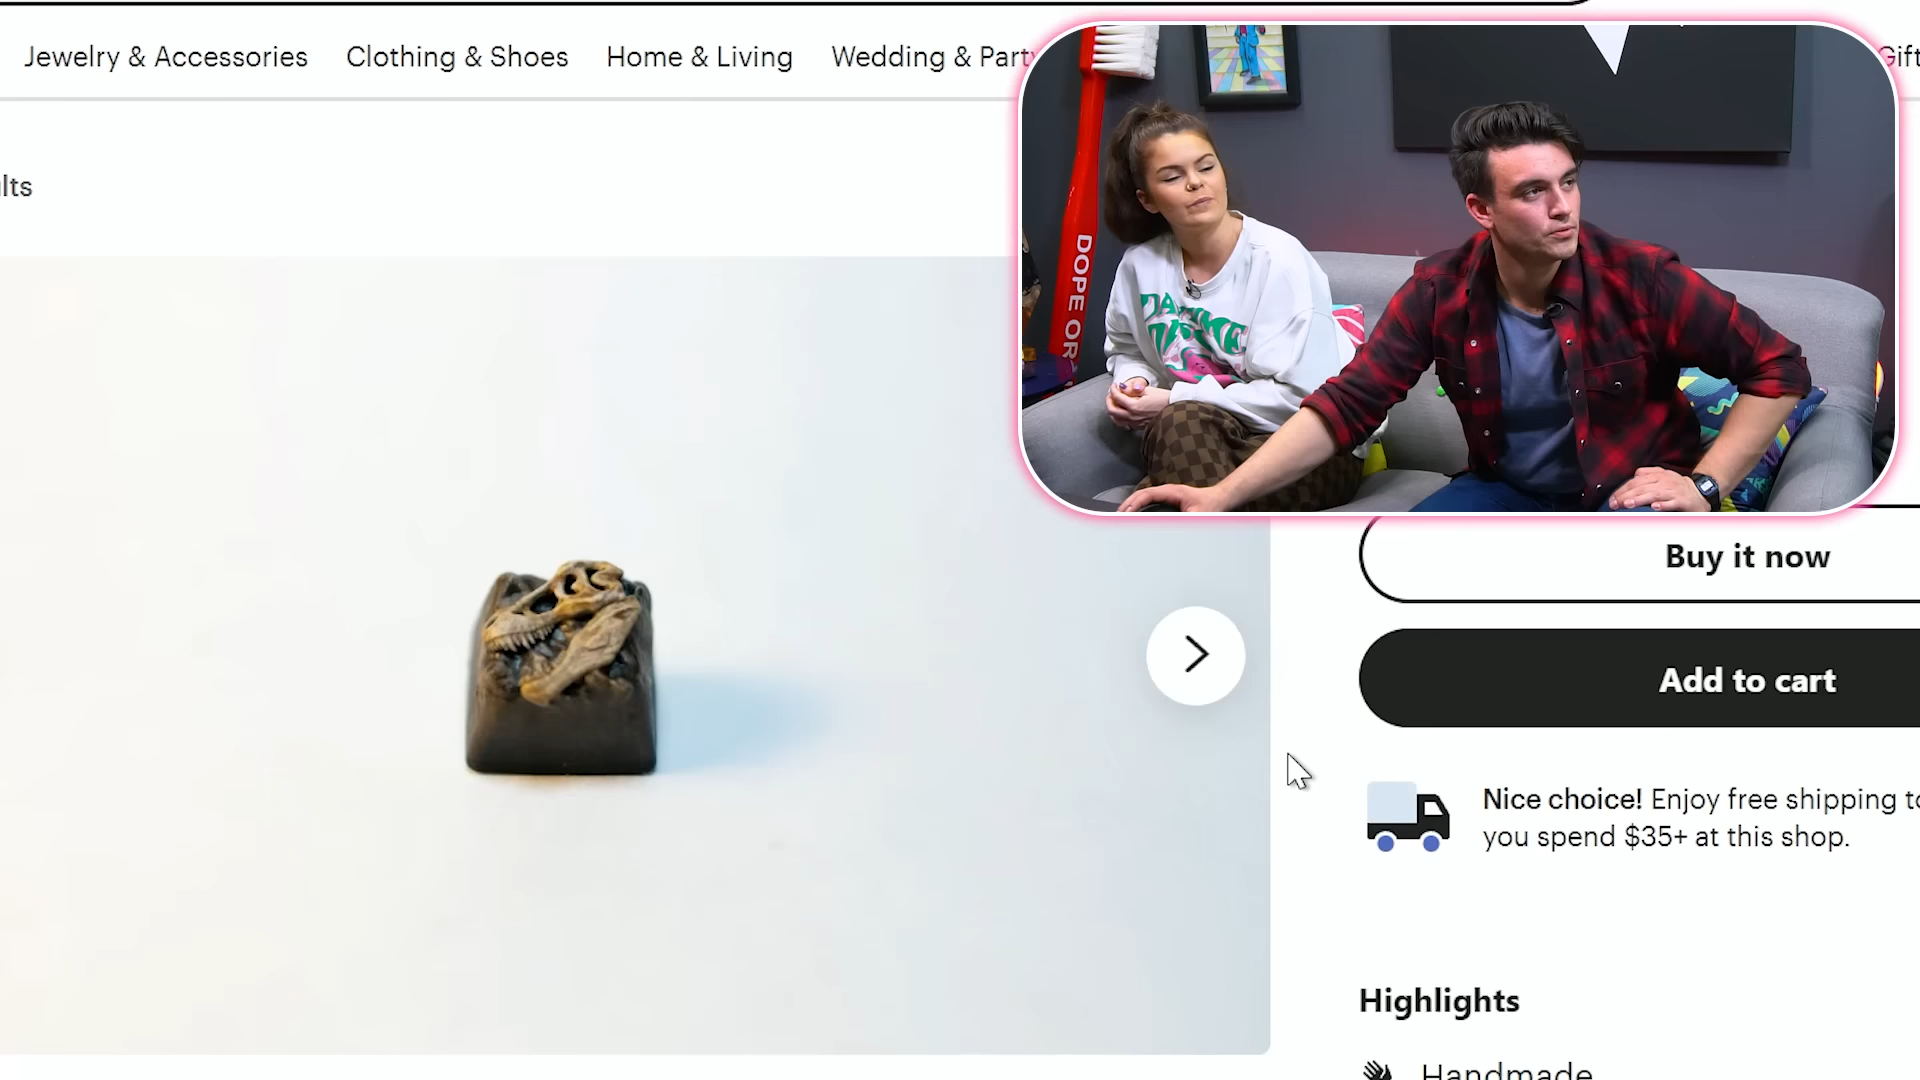 Jewelry & Accessories
Clothing & Shoes
Home & Living
Wedding & Party
Gift
lts
DOPE OR
Buy it now
Add to cart
Nice choice! Enjoy free shipping to
you spend $35+ at this shop.
Highlights
Handmade